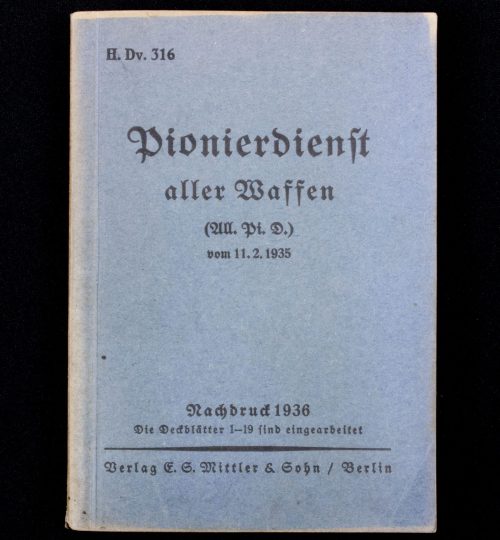 H. Dv. 316
Pionierdienſt
aller Waffen
(All. Pi. D.)
vom 11. 2. 1935
Nachdruck 1936
Die Deckblätter 1–19 ſind eingearbeitet
Verlag E. S. Mittler & Sohn / Berlin